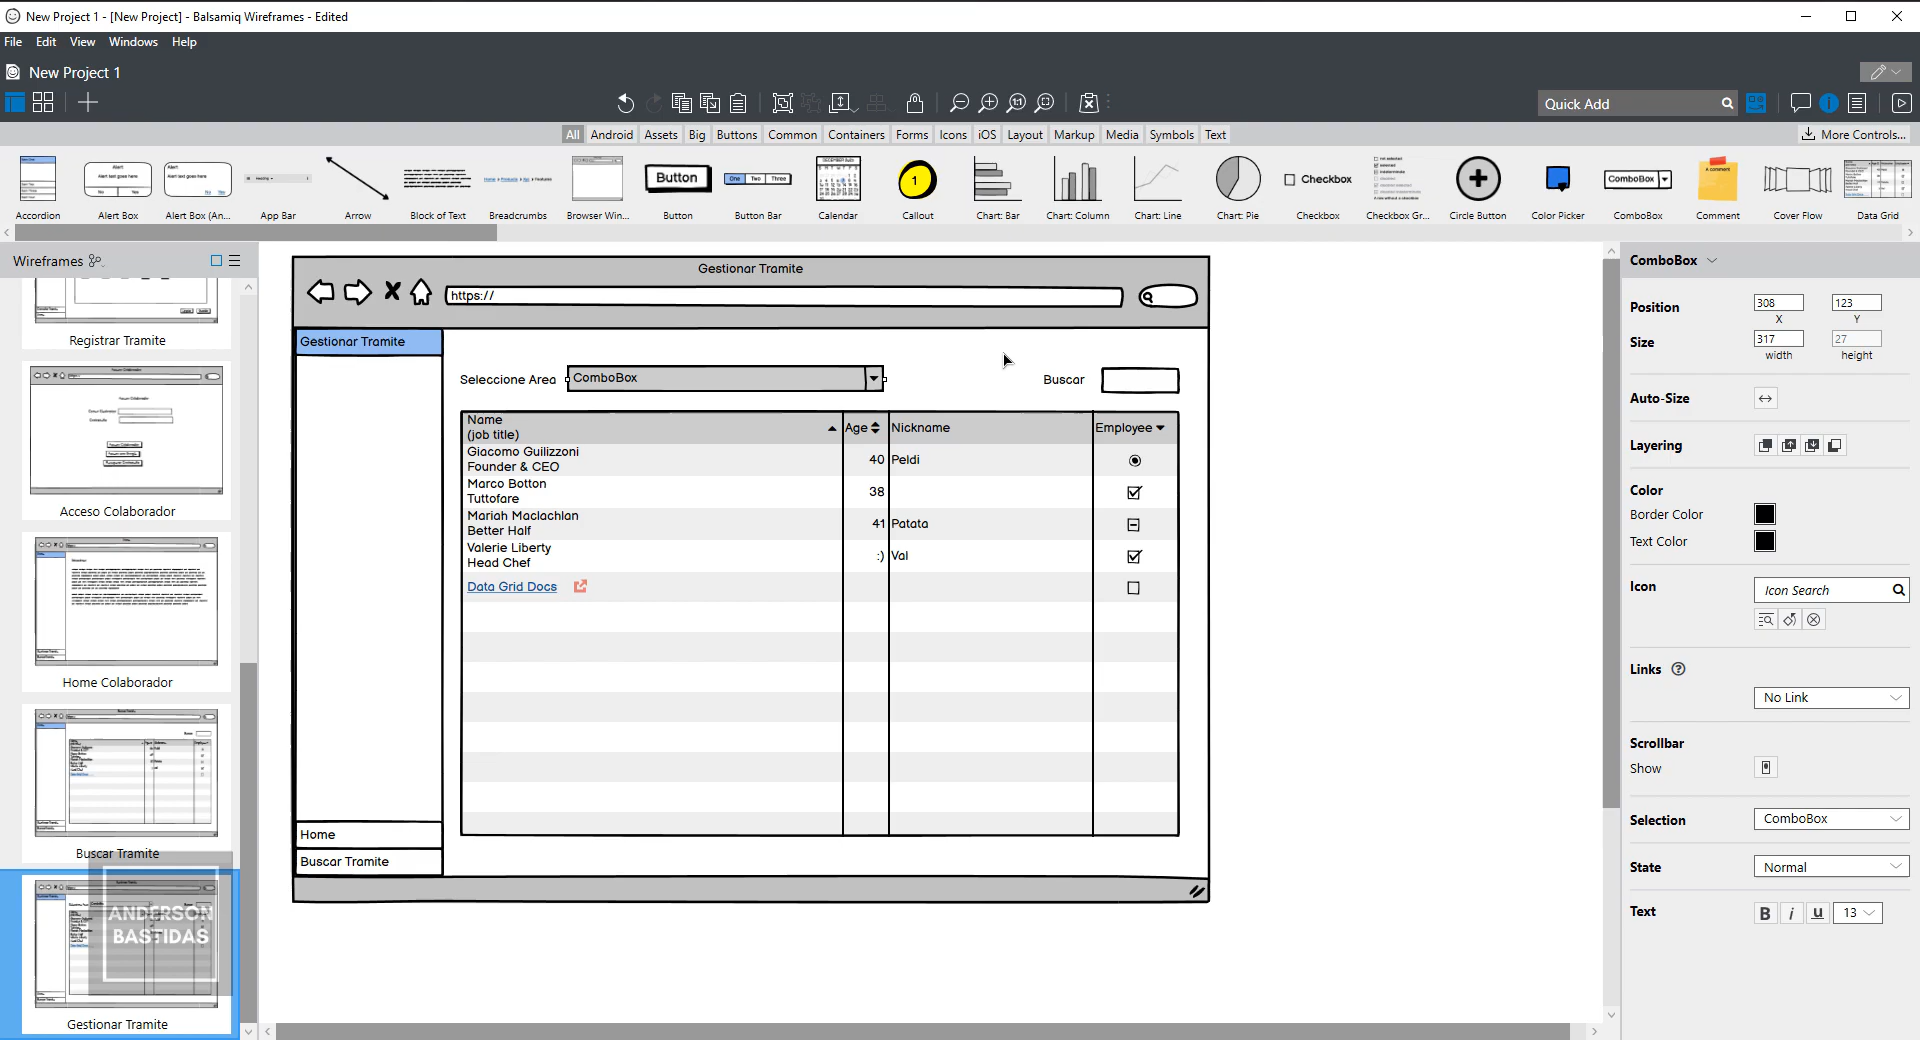 New Project 1 - [New Project] - Balsamiq Wireframes - Edited
File Edit View Windows Help
New Project 1
Quick Add
All Android Assets Big Buttons Common Containers Forms Icons iOS Layout Markup Media Symbols Text
More Controls...
Button
One Two Three
1
Checkbox
ComboBox
A comment
Accordion Alert Box Alert Box (An... App Bar Arrow Block of Text Breadcrumbs Browser Win... Button Button Bar Calendar Callout Chart: Bar Chart: Column Chart: Line Chart: Pie Checkbox Checkbox Gr... Circle Button Color Picker ComboBox Comment Cover Flow Data Grid
Wireframes
Registrar Tramite
Acceso Colaborador
Home Colaborador
Buscar Tramite
ANDERSON
BASTIDAS
Gestionar Tramite
Gestionar Tramite
https://
Gestionar Tramite
Seleccione Area
ComboBox
Buscar
Name
(job title)
Age
Nickname
Employee
Giacomo Guilizzoni
Founder & CEO
40
Peldi
Marco Botton
Tuttofare
38
Mariah Maclachlan
Better Half
41
Patata
Valerie Liberty
Head Chef
:)
Val
Data Grid Docs
Home
Buscar Tramite
ComboBox
Position
308
123
X
Y
Size
317
27
width
height
Auto-Size
Layering
Color
Border Color
Text Color
Icon
Icon Search
Links
No Link
Scrollbar
Show
Selection
ComboBox
State
Normal
Text
B i u 13